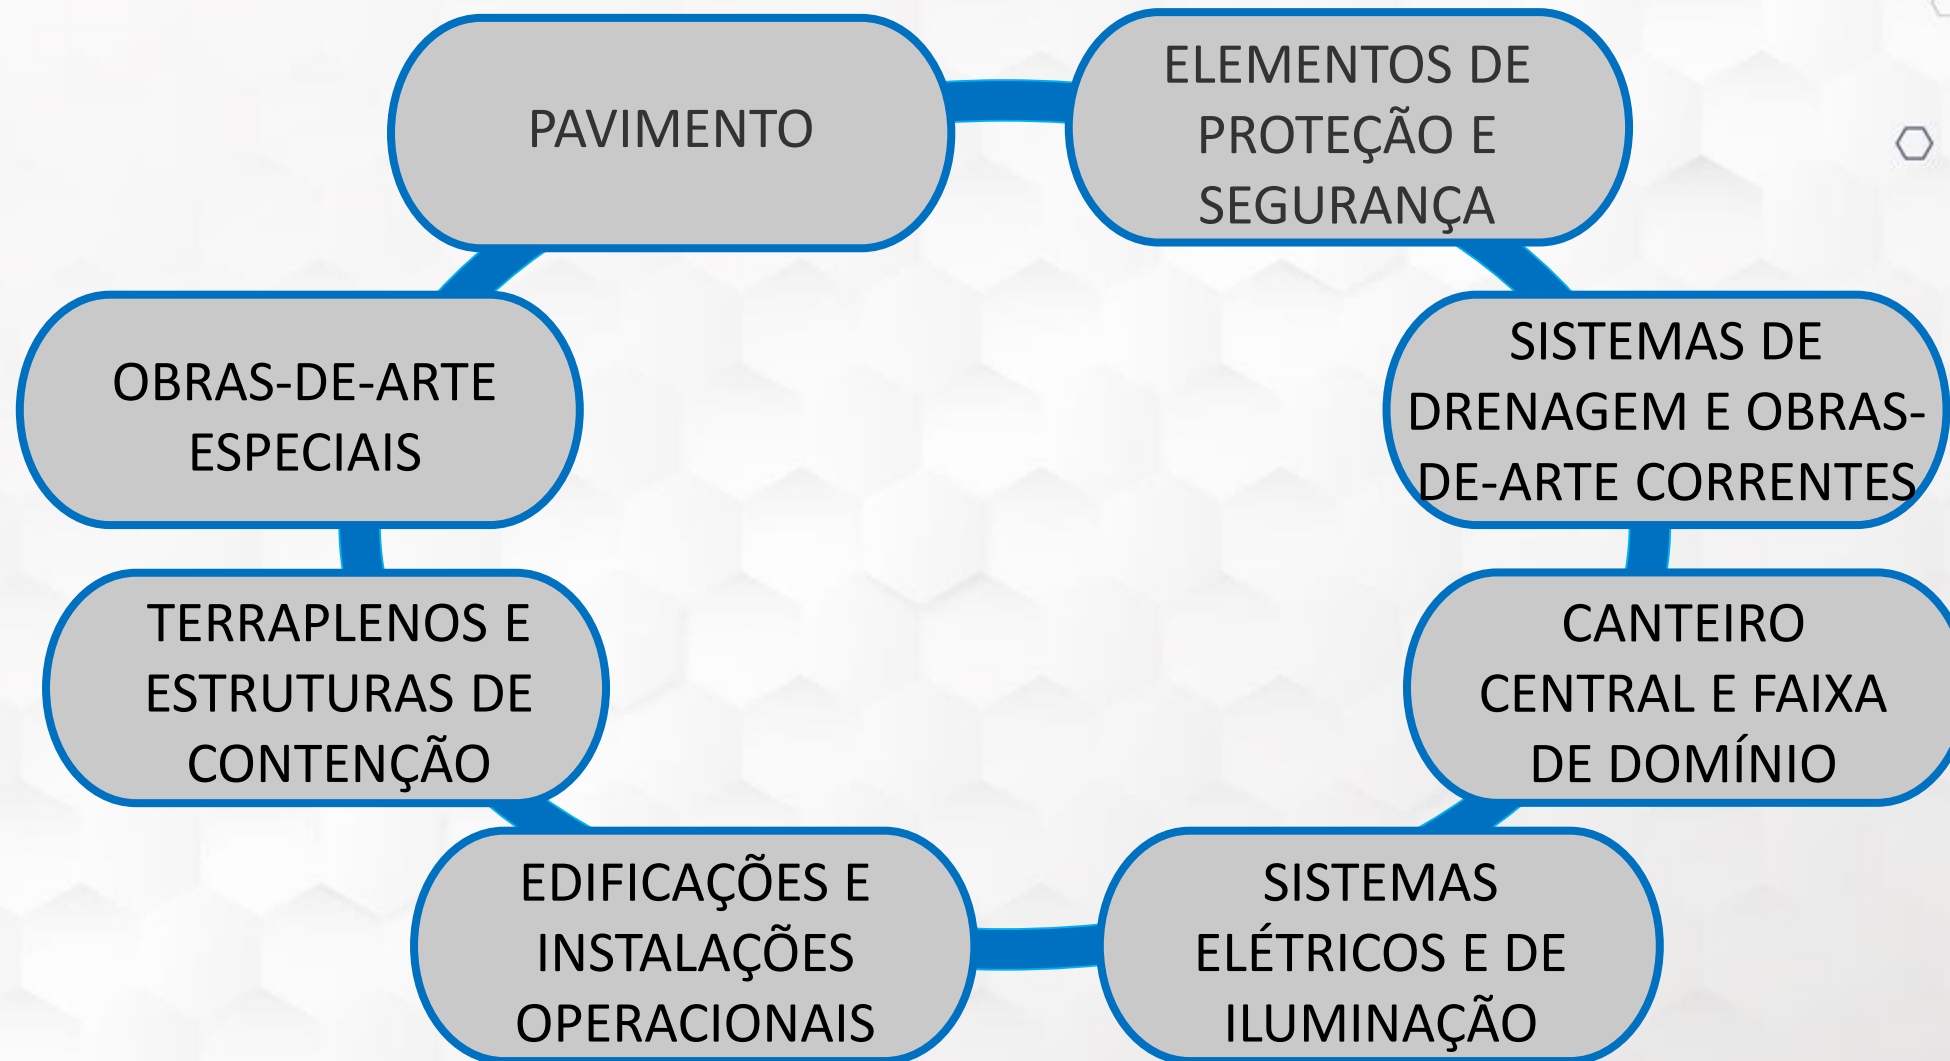 PAVIMENTO
ELEMENTOS DE
PROTEÇÃO E
SEGURANÇA
SISTEMAS DE
DRENAGEM E OBRAS-
DE-ARTE CORRENTES
CANTEIRO
CENTRAL E FAIXA
DE DOMÍNIO
SISTEMAS
ELÉTRICOS E DE
ILUMINAÇÃO
EDIFICAÇÕES E
INSTALAÇÕES
OPERACIONAIS
TERRAPLENOS E
ESTRUTURAS DE
CONTENÇÃO
OBRAS-DE-ARTE
ESPECIAIS